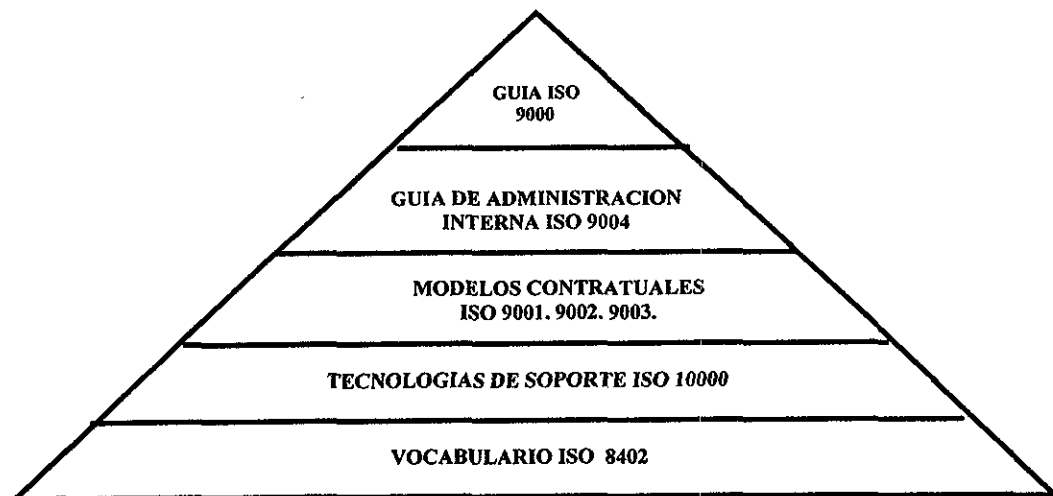 GUIA ISO
9000
GUIA DE ADMINISTRACION
INTERNA ISO 9004
MODELOS CONTRATUALES
ISO 9001. 9002. 9003.
TECNOLOGIAS DE SOPORTE ISO 10000
VOCABULARIO ISO 8402